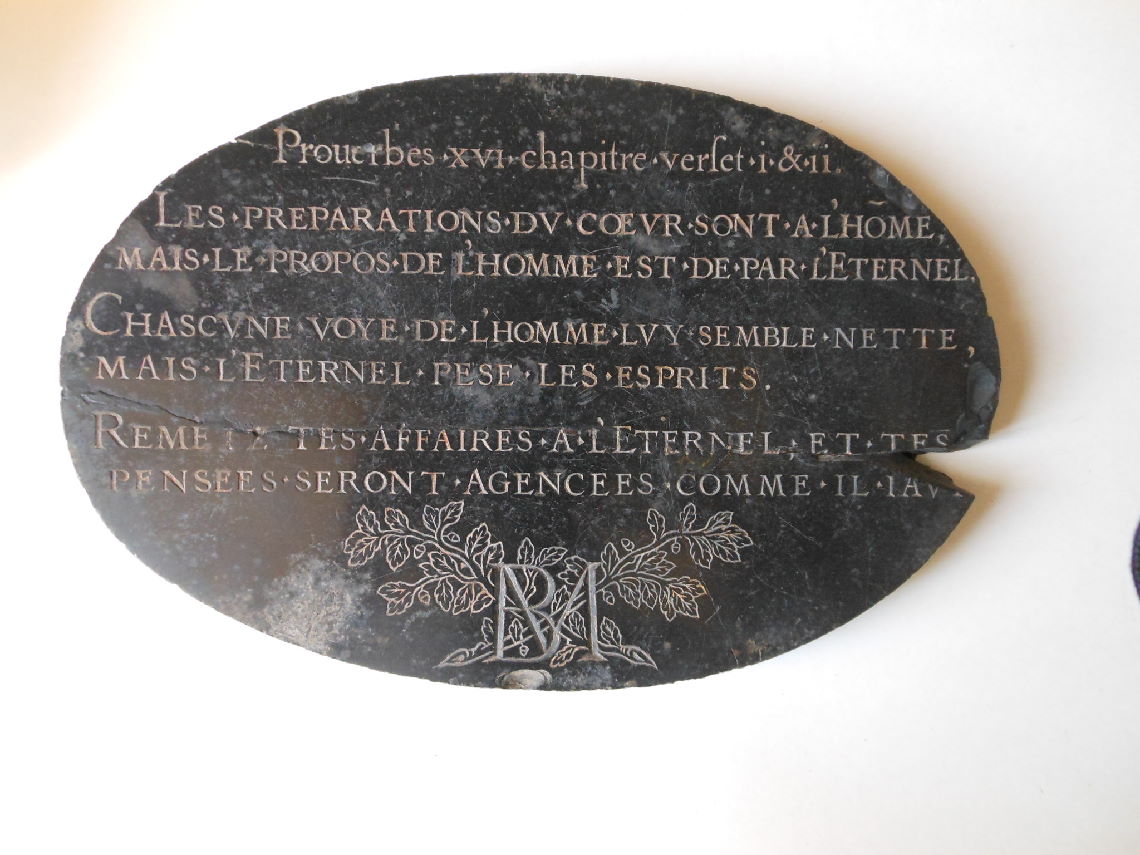 Prouerbes·xvi·chapitre·verſet·i·&·ii.
LES·PREPARATIONS·DV·CŒVR·SONT·A·L'HŌME,
MAIS·LE·PROPOS·DE L'HOMME·EST·DE·PAR·L'ETERNEL.
CHASCVNE VOYE·DE·L'HOMME·LVY·SEMBLE·NETTE,
MAIS·L'ETERNEL·PESE·LES·ESPRITS.
TES·AFFAIRES·A·L'ETERNEL, ET·TES
PENSEES·SERONT·AGENCEES·COMME·IL